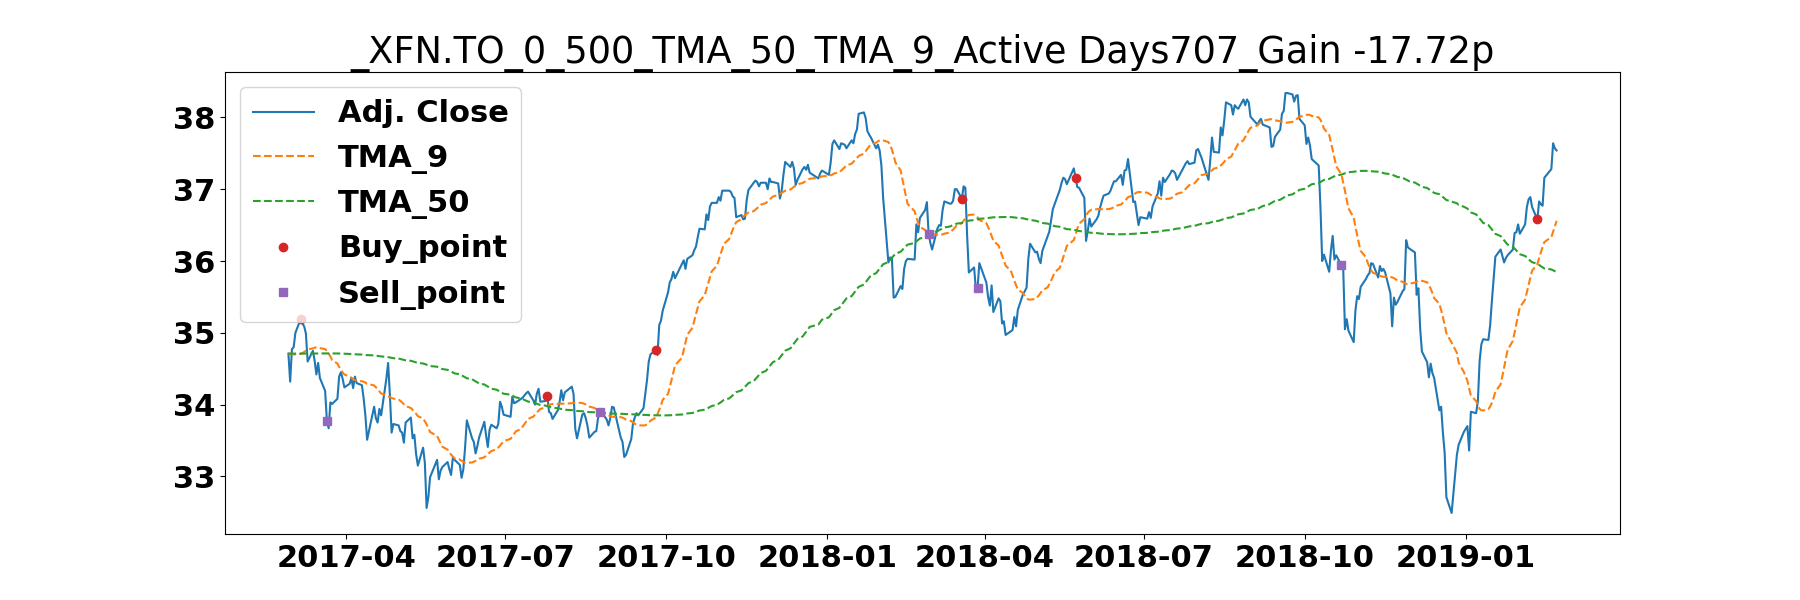 _XFN.TO_0_500_TMA_50_TMA_9_Active Days707_Gain -17.72p
Adj. Close
TMA_9
TMA_50
Buy_point
Sell_point
38
37
36
35
34
33
2017-04 2017-07 2017-10 2018-01 2018-04 2018-07 2018-10 2019-01